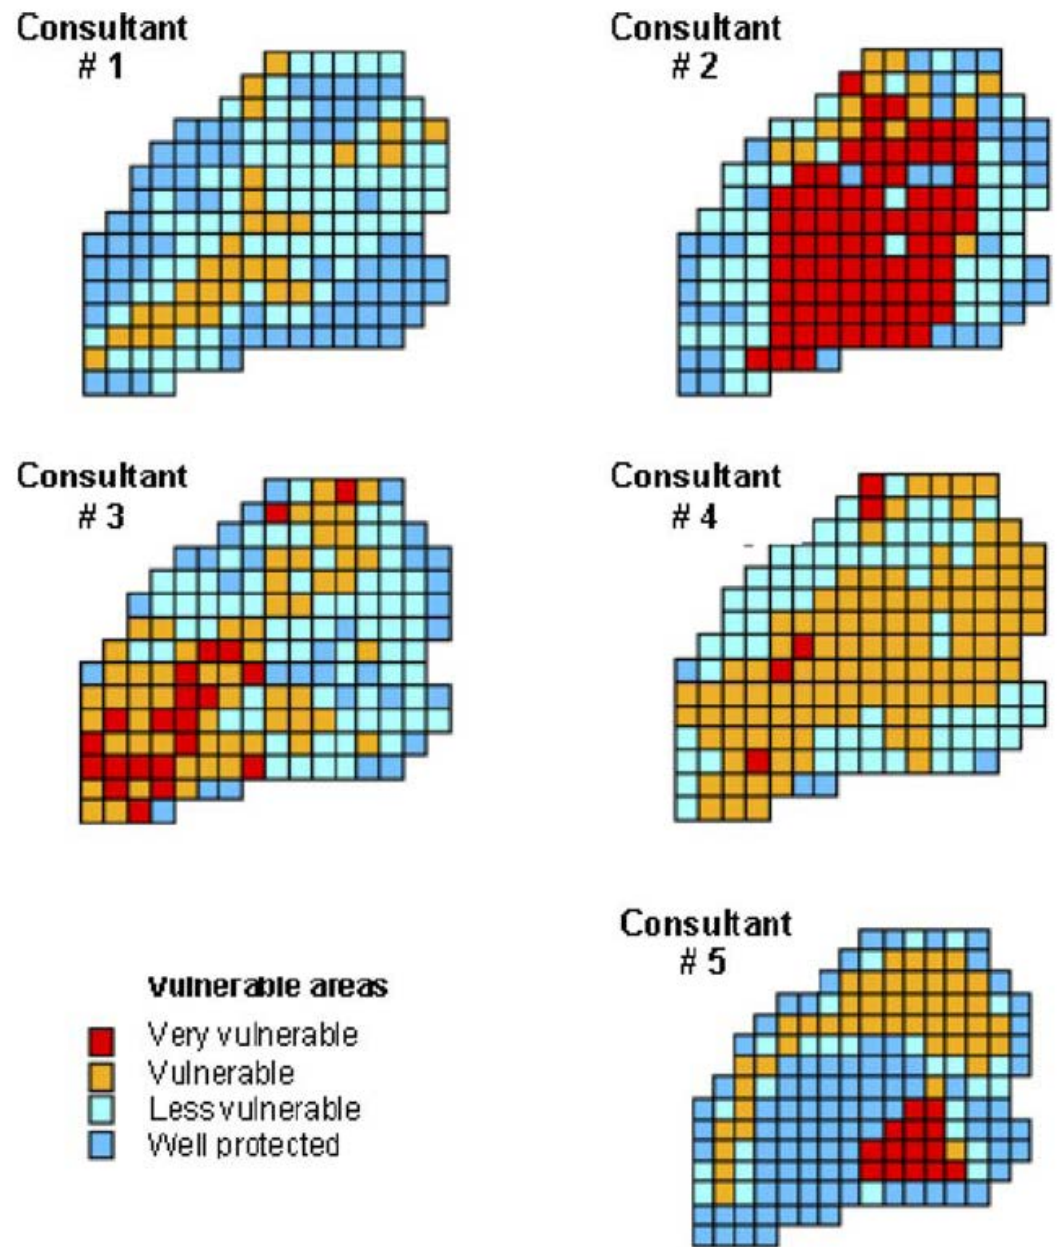 Consultant
# 1
Consultant
# 2
Consultant
# 3
Consultant
# 4
Consultant
# 5
Vulnerable areas
Very vulnerable
Vulnerable
Less vulnerable
Well protected